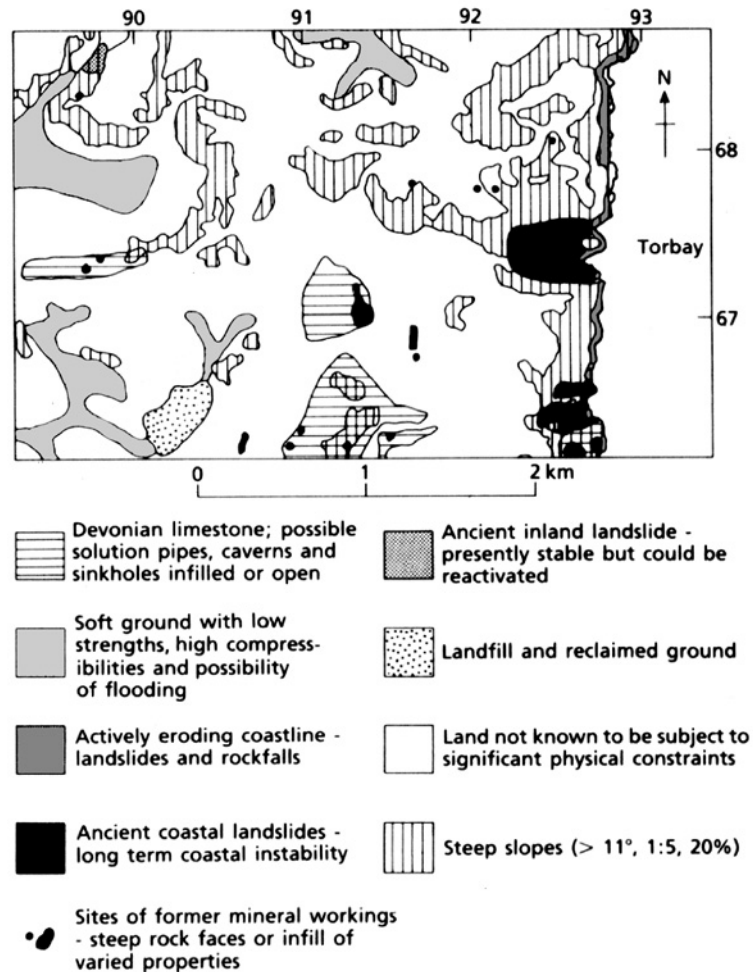 90 91 92 93
N
68
Torbay
67
0 1 2 km
Devonian limestone; possible
solution pipes, caverns and
sinkholes infilled or open
Ancient inland landslide -
presently stable but could be
reactivated
Soft ground with low
strengths, high compress-
ibilities and possibility
of flooding
Landfill and reclaimed ground
Actively eroding coastline -
landslides and rockfalls
Land not known to be subject to
significant physical constraints
Ancient coastal landslides -
long term coastal instability
Steep slopes (> 11°, 1:5, 20%)
Sites of former mineral workings
- steep rock faces or infill of
varied properties